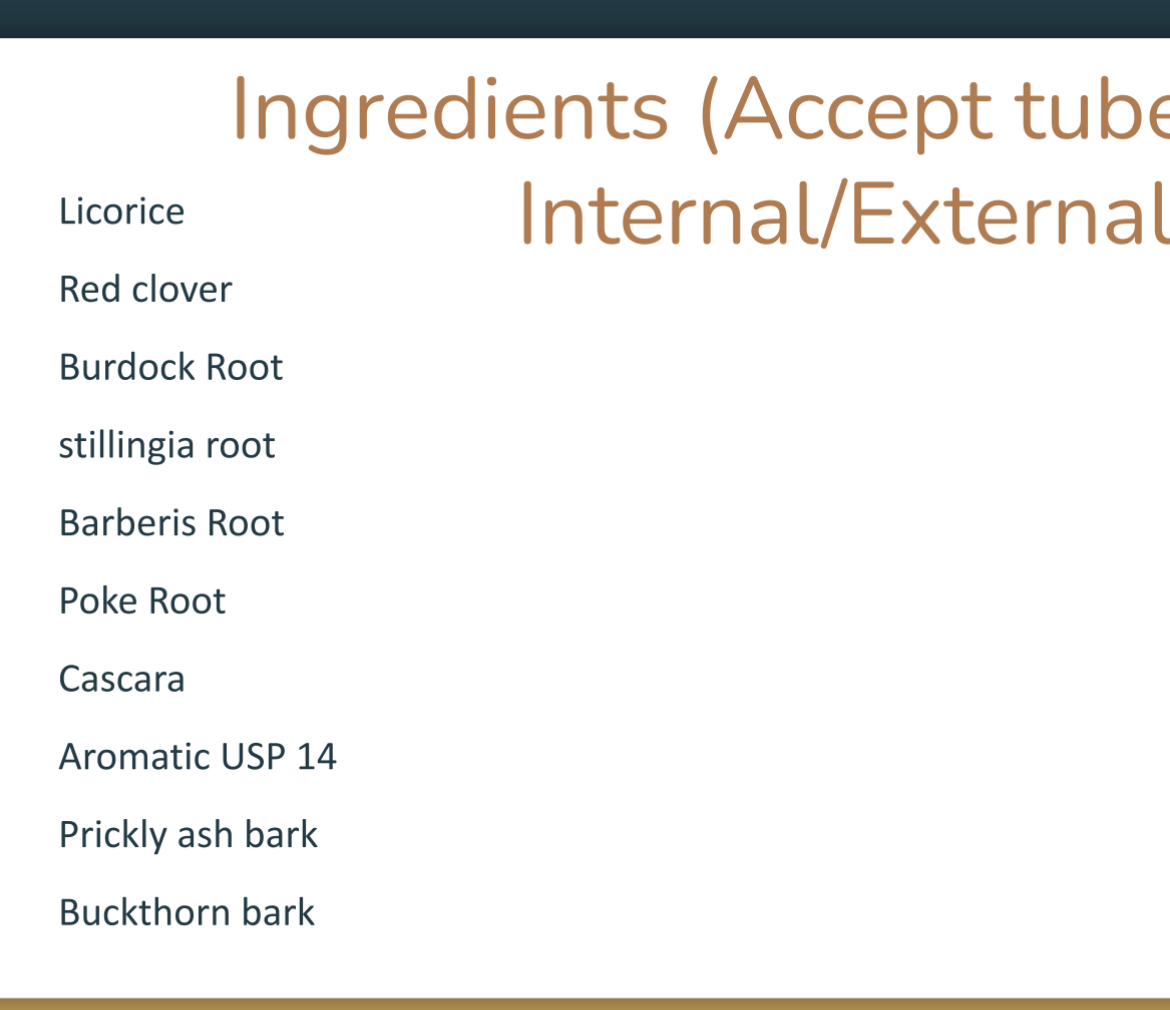 Ingredients (Accept tube
Internal/External
Licorice
Red clover
Burdock Root
stillingia root
Barberis Root
Poke Root
Cascara
Aromatic USP 14
Prickly ash bark
Buckthorn bark